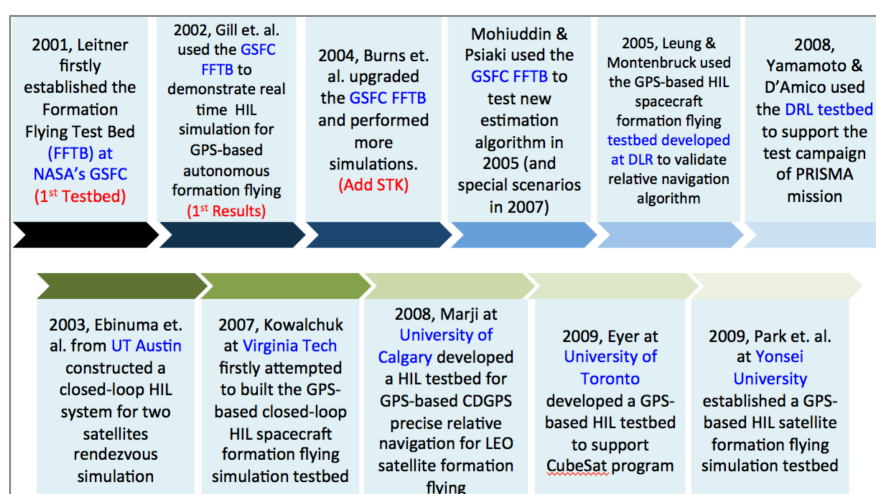 2001, Leitner
firstly
established the
Formation
Flying Test Bed
(FFTB) at
NASA's GSFC
(1st Testbed)
2002, Gill et. al.
used the GSFC
FFTB to
demonstrate real
time HIL
simulation for
GPS-based
autonomous
formation flying
(1st Results)
2004, Burns et.
al. upgraded
the GSFC FFTB
and performed
more
simulations.
(Add STK)
Mohiuddin &
Psiaki used the
GSFC FFTB to
test new
estimation
algorithm in
2005 (and
special scenarios
in 2007)
2005, Leung &
Montenbruck used
the GPS-based HIL
spacecraft
formation flying
testbed developed
at DLR to validate
relative navigation
algorithm
2008,
Yamamoto &
D'Amico used
the DRL testbed
to support the
test campaign
of PRISMA
mission
2003, Ebinuma et.
al. from UT Austin
constructed a
closed-loop HIL
system for two
satellites
rendezvous
simulation
2007, Kowalchuk
at Virginia Tech
firstly attempted
to built the GPS-
based closed-loop
HIL spacecraft
formation flying
simulation testbed
2008, Marji at
University of
Calgary developed
a HIL testbed for
GPS-based CDGPS
precise relative
navigation for LEO
satellite formation
flying
2009, Eyer at
University of
Toronto
developed a GPS-
based HIL testbed
to support
CubeSat program
2009, Park et. al.
at Yonsei
University
established a GPS-
based HIL satellite
formation flying
simulation testbed